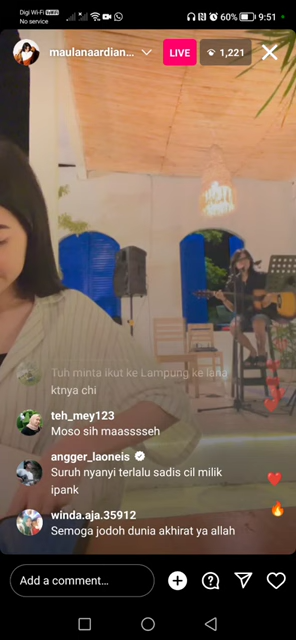 Digi Wi-Fi
No service
60%
9:51
maulanaardian...
LIVE
1,221
Tuh minta ikut ke Lampung ke lang
ktnya chi
teh_mey123
Moso sih maasssseh
angger_laoneis
Suruh nyanyi terlalu sadis cil milik
ipank
winda.aja.35912
Semoga jodoh dunia akhirat ya allah
Add a comment...